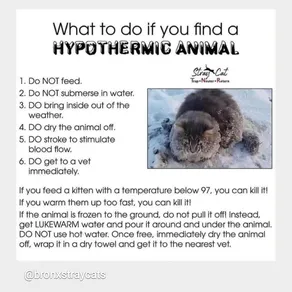 What to do if you find a
HYPOTHERMIC ANIMAL
Stray Cat
Trap • Neuter • Return
1. Do NOT feed.
2. Do NOT submerse in water.
3. DO bring inside out of the
weather.
4. DO dry the animal off.
5. DO stroke to stimulate
blood flow.
6. DO get to a vet
immediately.
If you feed a kitten with a temperature below 97, you can kill it!
If you warm them up too fast, you can kill it!
If the animal is frozen to the ground, do not pull it off! Instead,
get LUKEWARM water and pour it around and under the animal.
DO NOT use hot water. Once free, immediately dry the animal
off, wrap it in a dry towel and get it to the nearest vet.
@bronxstraycats